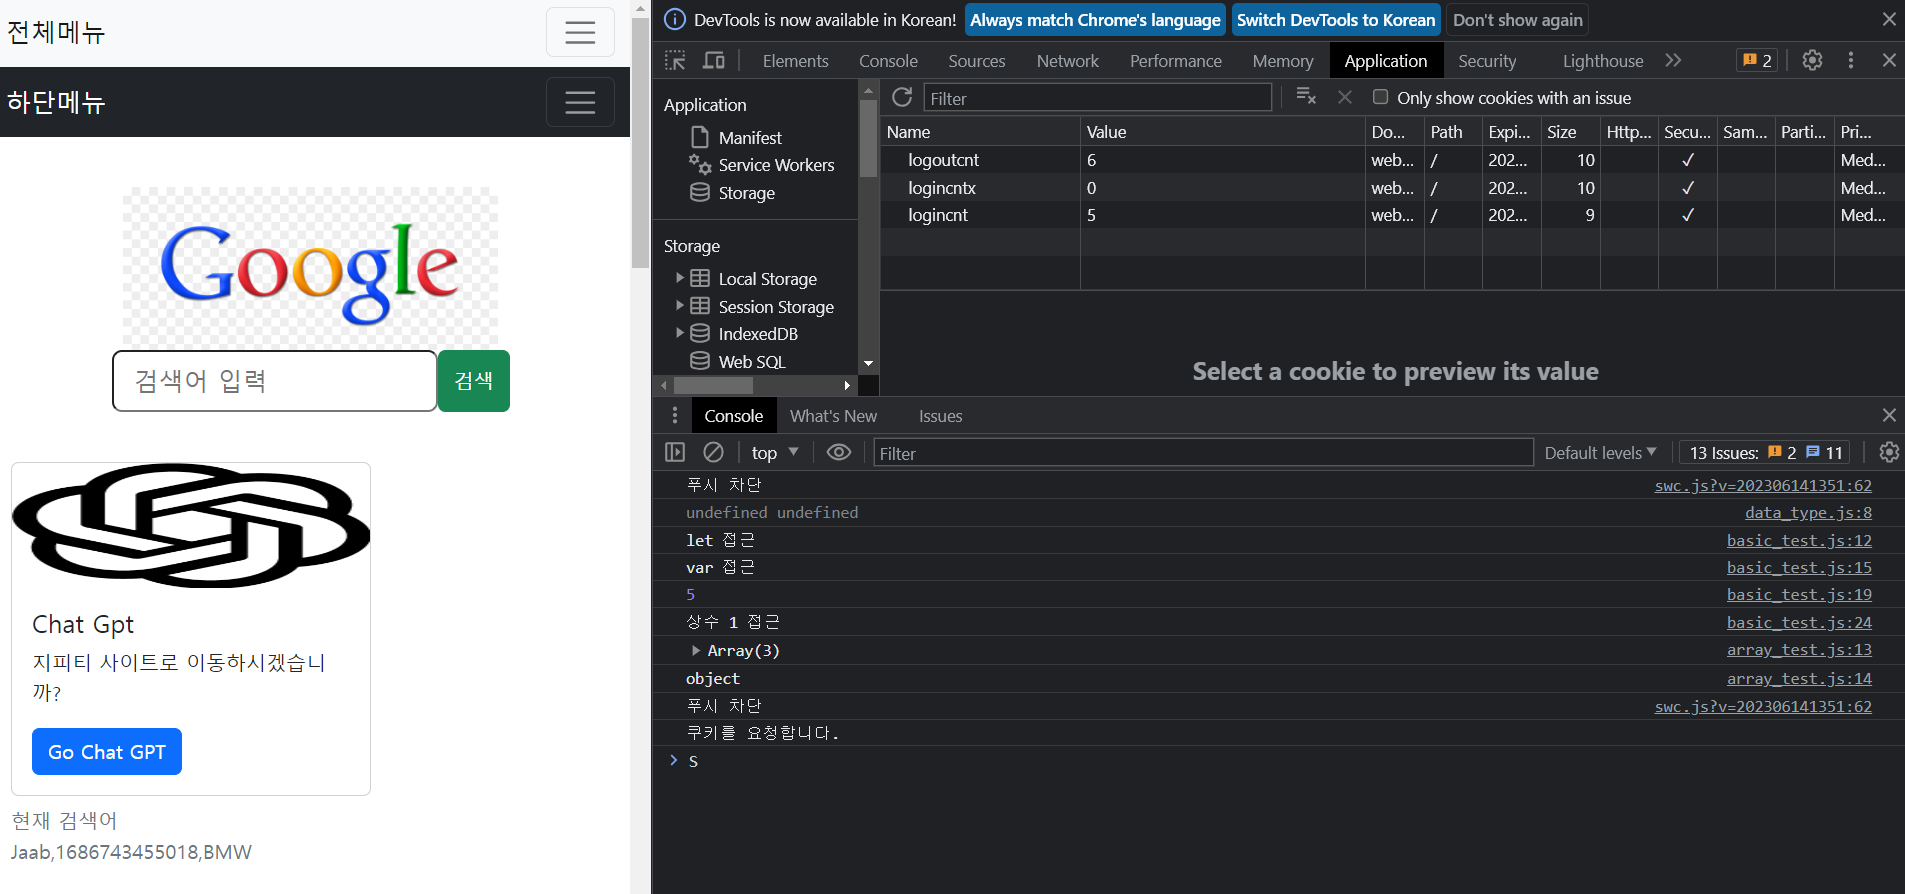 전체메뉴
하단메뉴
Google
검색어 입력
검색
Chat Gpt
지피티 사이트로 이동하시겠습니
까?
Go Chat GPT
현재 검색어
Jaab,1686743455018,BMW
DevTools is now available in Korean! Always match Chrome's language Switch DevTools to Korean Don't show again
Elements Console Sources Network Performance Memory Application Security Lighthouse 2
Application
Manifest
Service Workers
Storage
Storage
Local Storage
Session Storage
IndexedDB
Web SQL
Filter Only show cookies with an issue
Name Value Do... Path Expi... Size Http... Secu... Sam... Parti... Pri...
logoutcnt 6 web... / 202... 10 ✓ Med...
logincntx 0 web... / 202... 10 ✓ Med...
logincnt 5 web... / 202... 9 ✓ Med...
Select a cookie to preview its value
Console What's New Issues
top Filter Default levels 13 Issues: 2 11
푸시 차단 swc.js?v=202306141351:62
undefined undefined data_type.js:8
let 접근 basic_test.js:12
var 접근 basic_test.js:15
5 basic_test.js:19
상수 1 접근 basic_test.js:24
Array(3) array_test.js:13
object array_test.js:14
푸시 차단 swc.js?v=202306141351:62
쿠키를 요청합니다.
S